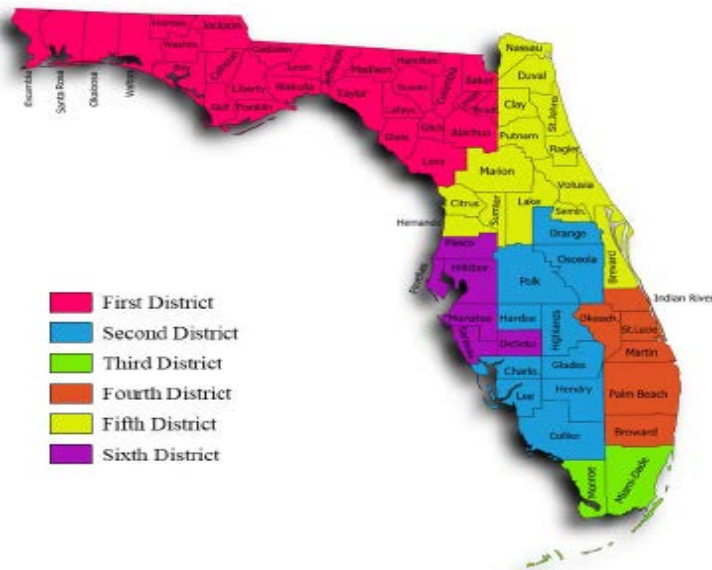 Nassau
Holmes
Jackson
Washin
Gadsden
Hamilton
Duval
Bay
Calhoun
Leon
Jefferson
Madison
Columbia
Baker
Escambia
Santa Rosa
Okaloosa
Walton
Liberty
Wakulla
Taylor
Clay
St.Johns
Gulf
Franklin
Lafaye
Brad
Dixie
Gilch
Alachua
Putnam
Levy
Flagler
Marion
Volusia
Citrus
Sumter
Lake
Semin.
Hernando
Orange
Pasco
Osceola
Brevard
Pinellas
Hillsbor
Polk
Indian River
First District
Manatee
Hardee
Highlands
Okeech.
St.Lucie
Second District
Sarasota
DeSoto
Martin
Third District
Charlo.
Glades
Fourth District
Lee
Hendry
Palm Beach
Fifth District
Collier
Broward
Sixth District
Monroe
Miami-Dade